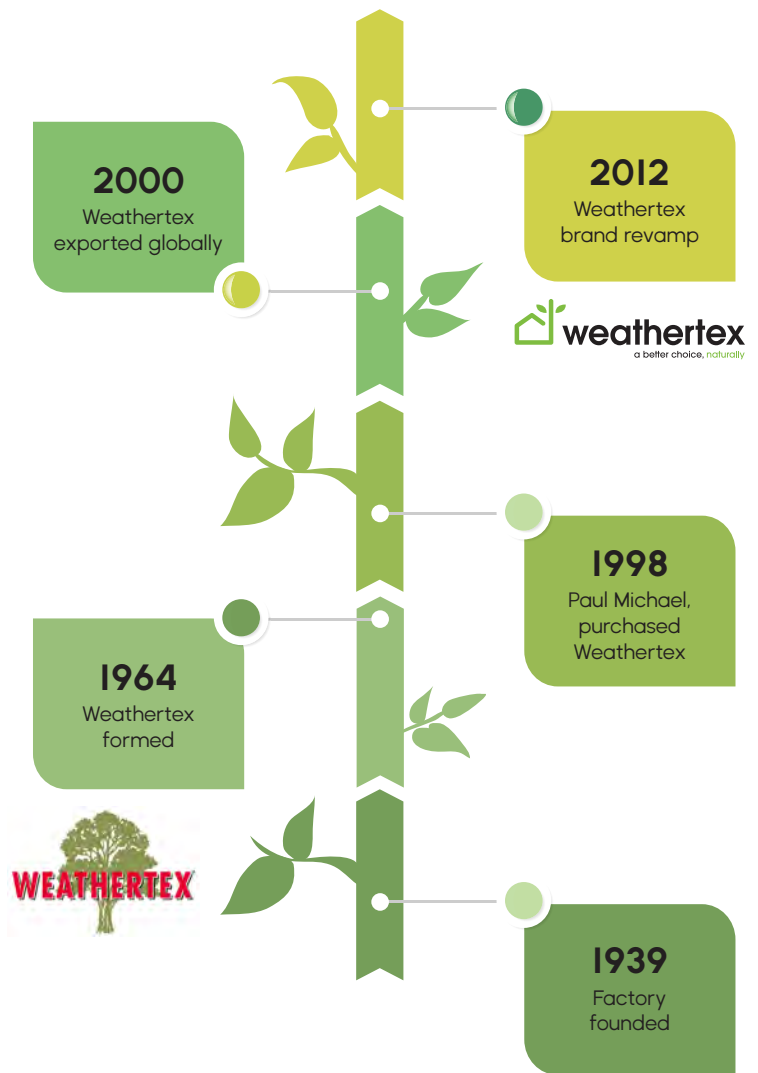 2000
Weathertex
exported globally
2012
Weathertex
brand revamp
weathertex
a better choice, naturally
1998
Paul Michael,
purchased
Weathertex
1964
Weathertex
formed
WEATHERTEX
1939
Factory
founded